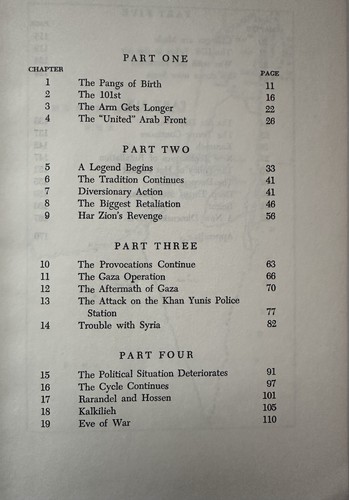 PART ONE
CHAPTER PAGE
1 The Pangs of Birth 11
2 The 101st 16
3 The Arm Gets Longer 22
4 The "United" Arab Front 26
PART TWO
5 A Legend Begins 33
6 The Tradition Continues 41
7 Diversionary Action 41
8 The Biggest Retaliation 46
9 Har Zion's Revenge 56
PART THREE
10 The Provocations Continue 63
11 The Gaza Operation 66
12 The Aftermath of Gaza 70
13 The Attack on the Khan Yunis Police
Station 77
14 Trouble with Syria 82
PART FOUR
15 The Political Situation Deteriorates 91
16 The Cycle Continues 97
17 Rarandel and Hossen 101
18 Kalkilieh 105
19 Eve of War 110